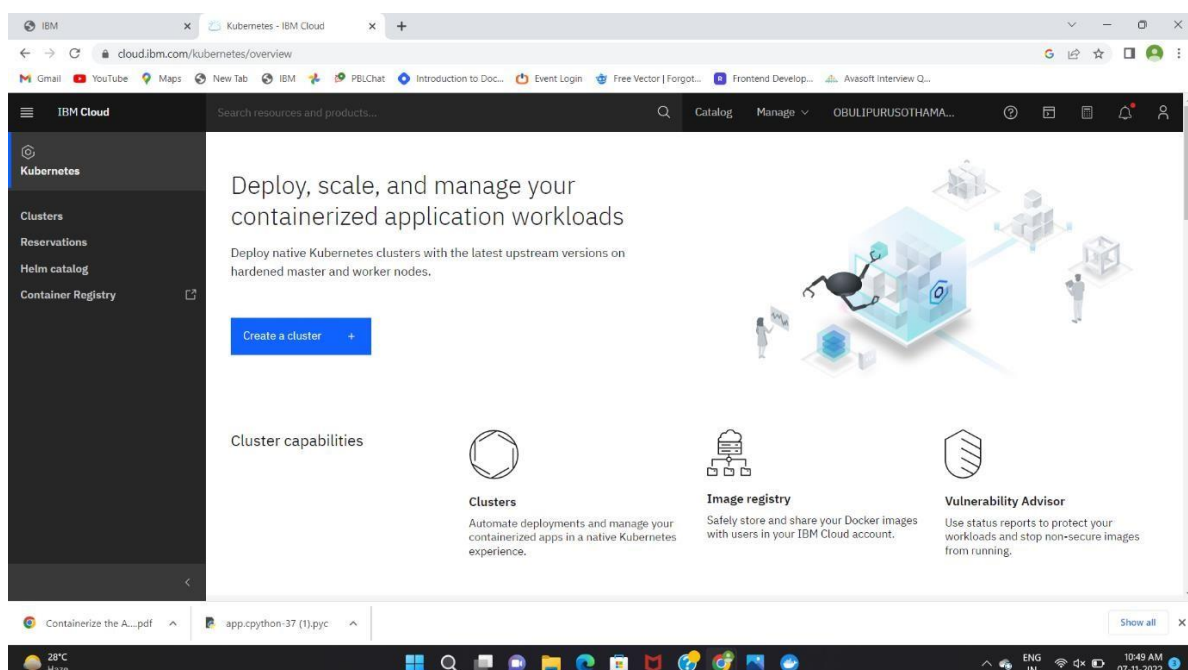 IBM
Kubernetes - IBM Cloud
cloud.ibm.com/kubernetes/overview
Gmail
YouTube
Maps
New Tab
IBM
PBLChat
Introduction to Doc...
Event Login
Free Vector | Forgot...
Frontend Develop...
Avasoft Interview Q...
IBM Cloud
Search resources and products...
Catalog
Manage
OBULIPURUSOTHAMA...
Kubernetes
Clusters
Reservations
Helm catalog
Container Registry
Deploy, scale, and manage your
containerized application workloads
Deploy native Kubernetes clusters with the latest upstream versions on
hardened master and worker nodes.
Create a cluster +
Cluster capabilities
Clusters
Automate deployments and manage your
containerized apps in a native Kubernetes
experience.
Image registry
Safely store and share your Docker images
with users in your IBM Cloud account.
Vulnerability Advisor
Use status reports to protect your
workloads and stop non-secure images
from running.
Containerize the A....pdf
app.cpython-37 (1).pyc
Show all
28°C
Haze
ENG
IN
10:49 AM
07-11-2022
3